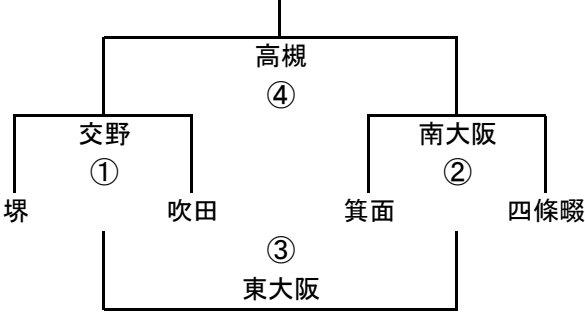 高槻
④
交野
南大阪
①
②
堺
吹田
箕面
四條畷
③
東大阪